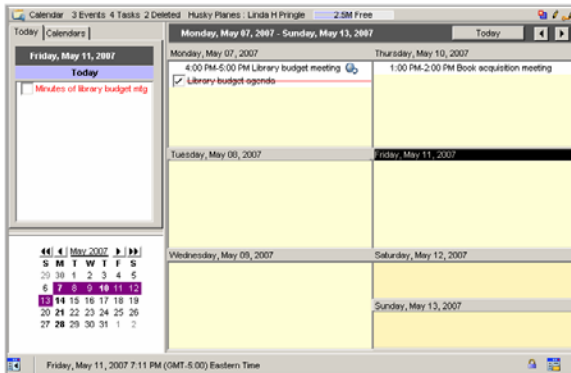 Calendar 3 Events 4 Tasks 2 Deleted Husky Planes : Linda H Pringle 2.5M Free
Today Calendars
Monday, May 07, 2007 - Sunday, May 13, 2007 Today
Friday, May 11, 2007
Today
Minutes of library budget mtg
Monday, May 07, 2007
4:00 PM-5:00 PM Library budget meeting
Library budget agenda
Thursday, May 10, 2007
1:00 PM-2:00 PM Book acquisition meeting
Tuesday, May 08, 2007
Friday, May 11, 2007
Wednesday, May 09, 2007
Saturday, May 12, 2007
Sunday, May 13, 2007
May 2007
S M T W T F S
29 30 1 2 3 4 5
6 7 8 9 10 11 12
13 14 15 16 17 18 19
20 21 22 23 24 25 26
27 28 29 30 31 1 2
Friday, May 11, 2007 7:11 PM (GMT-5:00) Eastern Time